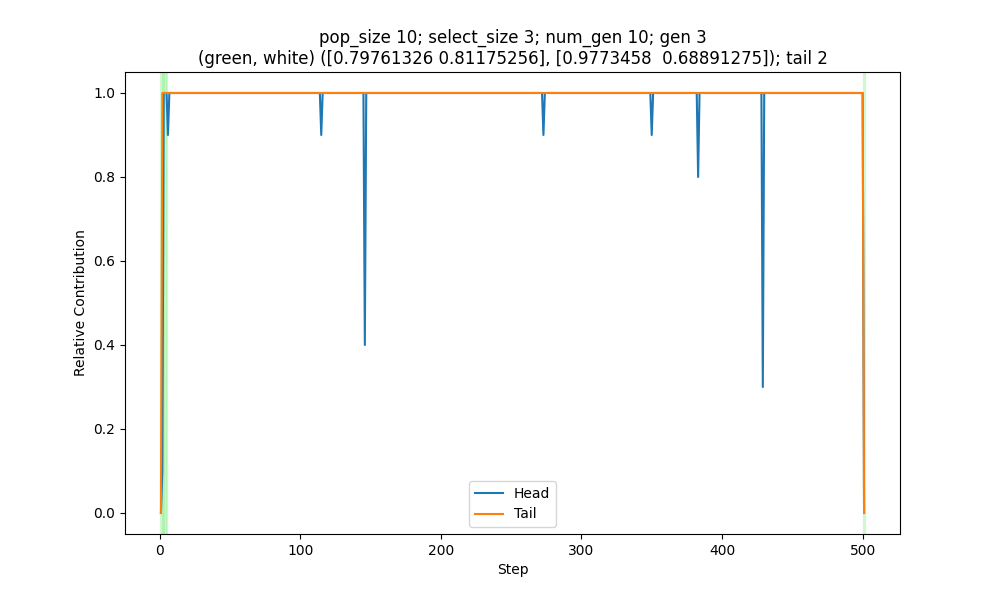 pop_size 10; select_size 3; num_gen 10; gen 3
(green, white) ([0.79761326 0.81175256], [0.9773458  0.68891275]); tail 2
1.0
0.8
0.6
0.4
0.2
0.0
Relative Contribution
Head
Tail
0 100 200 300 400 500
Step